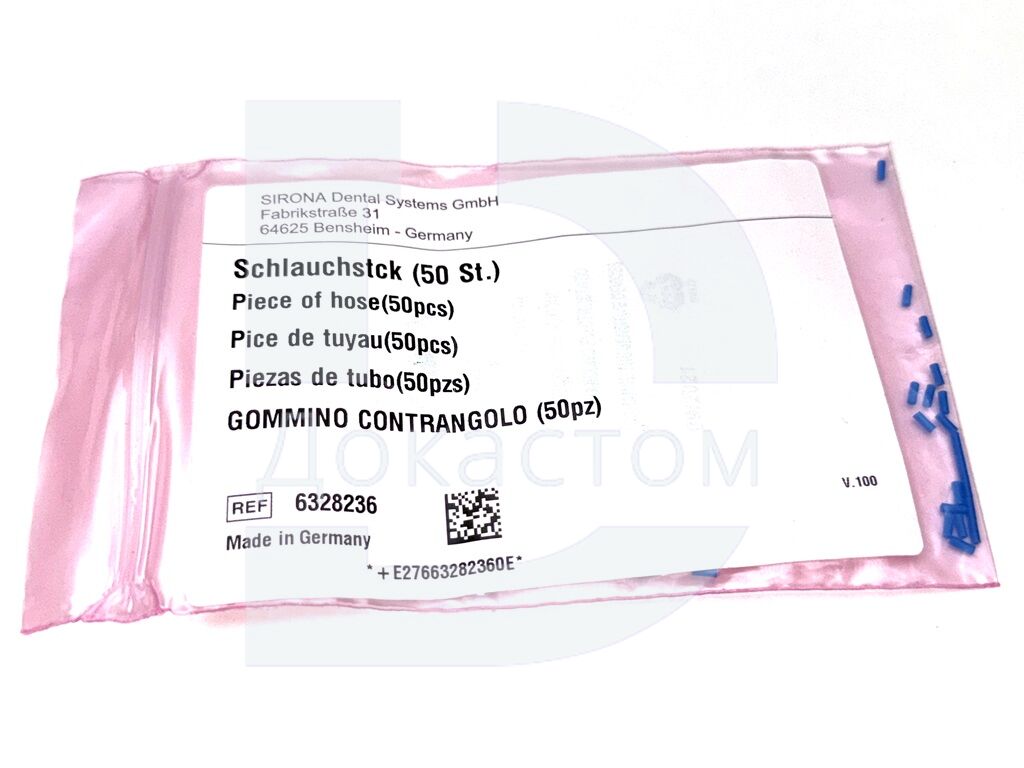 SIRONA Dental Systems GmbH
Fabrikstraße 31
64625 Bensheim - Germany
Schlauchstck (50 St.)
Piece of hose(50pcs)
Pice de tuyau(50pcs)
Piezas de tubo(50pzs)
GOMMINO CONTRANGOLO (50pz)
Докастом
V.100
REF 6328236
Made in Germany
*+E27663282360E*